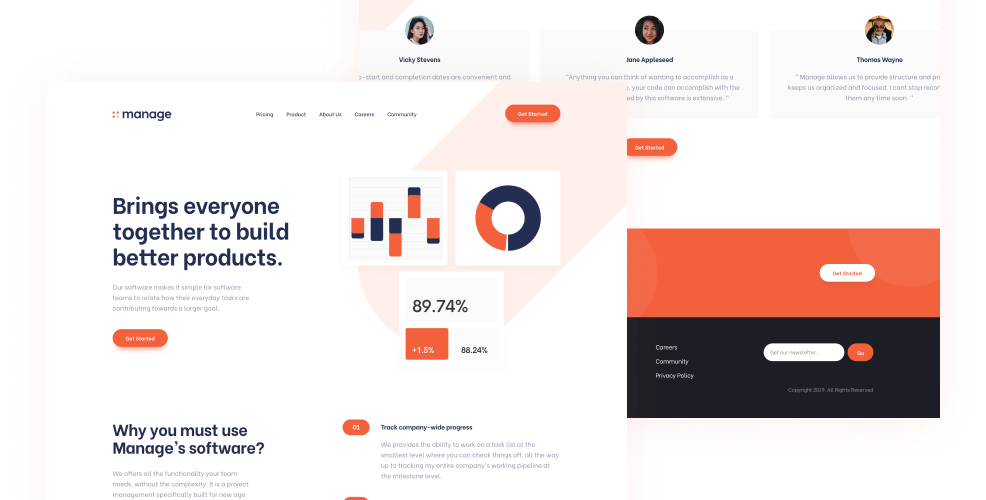 Vicky Stevens
-start and completion dates are convenient and
Jane Appleseed
"Anything you can think of wanting to accomplish as a
, your code can accomplish with the
ed by this software is extensive. "
Thomas Wayne
" Manage allows us to provide structure and
keeps us organized and focused. I cant stop
them any time soon. "
Get Started
manage
Pricing
Product
About Us
Careers
Community
Get Started
Brings everyone
together to build
better products.
Our software makes it simple for software
teams to relate how their everyday tasks are
contributing towards a larger goal.
Get Started
89.74%
+1.5%
88.24%
Why you must use
Manage's software?
We offers all the functionality your team
needs, without the complexity. It is a project
management specifically built for new age
01
Track company-wide progress
We provides the ability to work on a task list at the
smallest level where you can check things off, all the way
up to tracking my entire company's working pipeline at
the milestone level.
Get Started
Careers
Community
Privacy Policy
Get our newsletter...
Go
Copyright 2019. All Rights Reserved